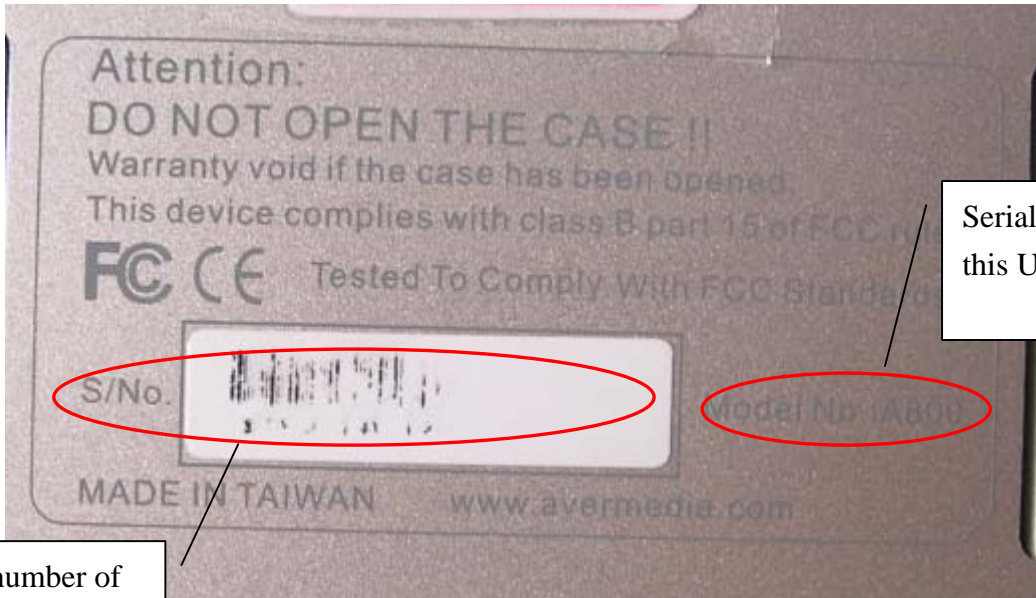 Attention:
DO NOT OPEN THE CASE !!
Warranty void if the case has been opened.
This device complies with class B part 15 of FCC rules
FC CE Tested To Comply With FCC Standards
Serial
this U
S/No.
Model No. :A800
MADE IN TAIWAN www.avermedia.com
number of